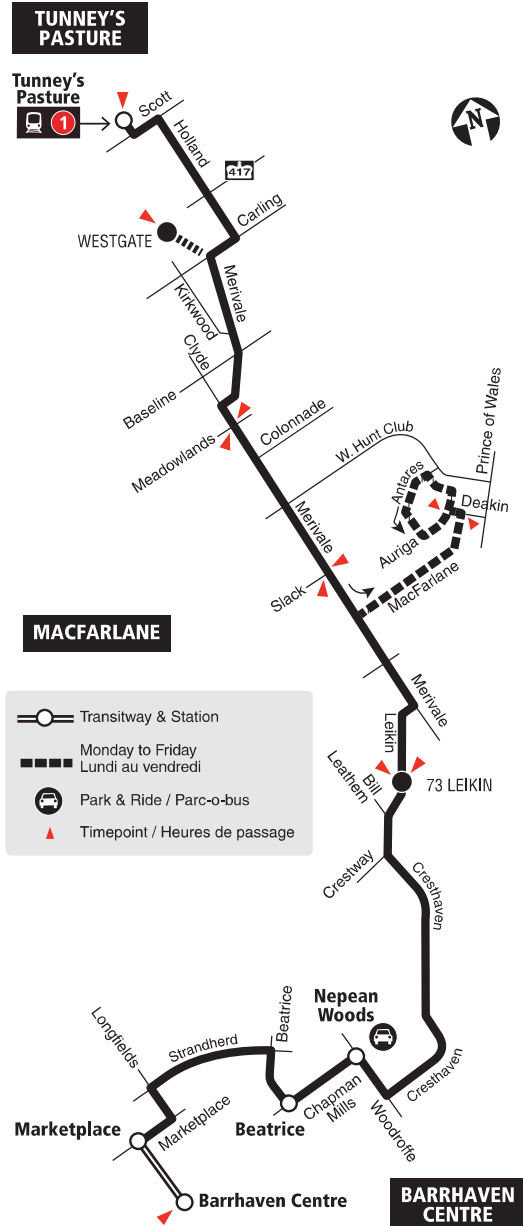 TUNNEY'S
PASTURE
Tunney's
Pasture
1
Scott
N
Holland
417
Carling
WESTGATE
Merivale
Kirkwood
Clyde
Baseline
Meadowlands
Colonnade
W. Hunt Club
Prince of Wales
Antares
Deakin
Merivale
Auriga
MacFarlane
Slack
MACFARLANE
Merivale
Transitway & Station
Monday to Friday
Lundi au vendredi
Park & Ride / Parc-o-bus
Timepoint / Heures de passage
Leikin
73 LEIKIN
Bill
Leathem
Crestway
Cresthaven
Nepean
Woods
Beatrice
Longfields
Strandherd
Cresthaven
Chapman
Mills
Woodroffe
Marketplace
Marketplace
Beatrice
Barrhaven Centre
BARRHAVEN
CENTRE